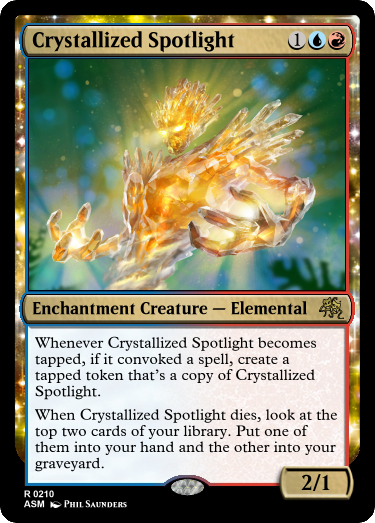 Crystallized Spotlight 1
Enchantment Creature — Elemental
Whenever Crystallized Spotlight becomes
tapped, if it convoked a spell, create a
tapped token that's a copy of Crystallized
Spotlight.
When Crystallized Spotlight dies, look at the
top two cards of your library. Put one of
them into your hand and the other into your
graveyard.
2/1
R 0210
ASM Phil Saunders